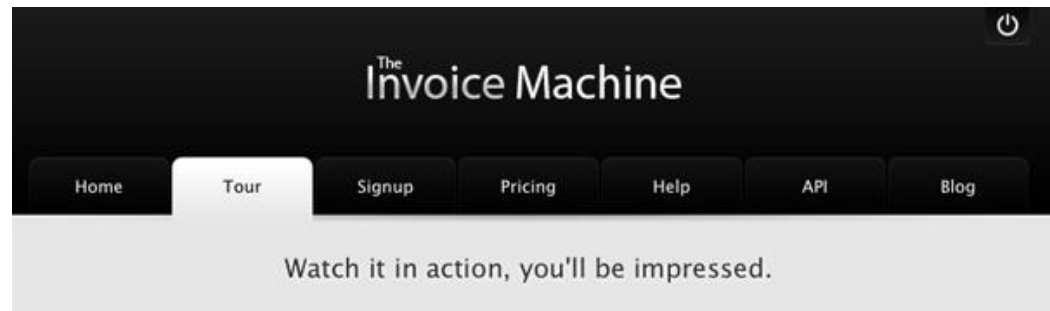 The
Invoice Machine
Home Tour Signup Pricing Help API Blog
Watch it in action, you'll be impressed.